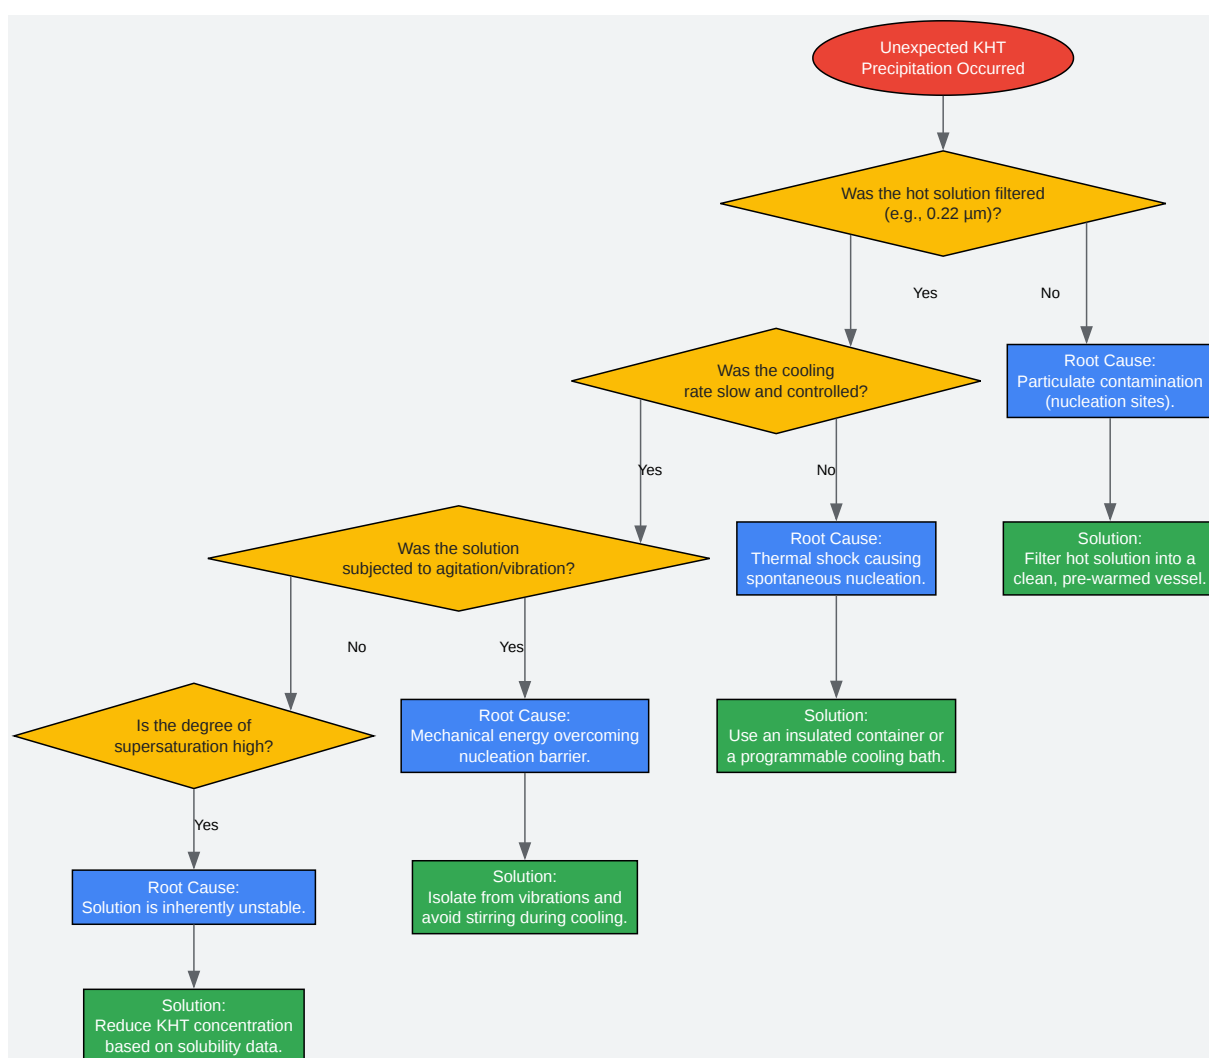 Unexpected KHT
Precipitation Occurred
Was the hot solution filtered
(e.g., 0.22 µm)?
Yes
No
Was the cooling
rate slow and controlled?
Root Cause:
Particulate contamination
(nucleation sites).
Yes
No
Was the solution
subjected to agitation/vibration?
Root Cause:
Thermal shock causing
spontaneous nucleation.
Solution:
Filter hot solution into a
clean, pre-warmed vessel.
No
Yes
Is the degree of
supersaturation high?
Root Cause:
Mechanical energy overcoming
nucleation barrier.
Solution:
Use an insulated container or
a programmable cooling bath.
Yes
Root Cause:
Solution is inherently unstable.
Solution:
Isolate from vibrations and
avoid stirring during cooling.
Solution:
Reduce KHT concentration
based on solubility data.